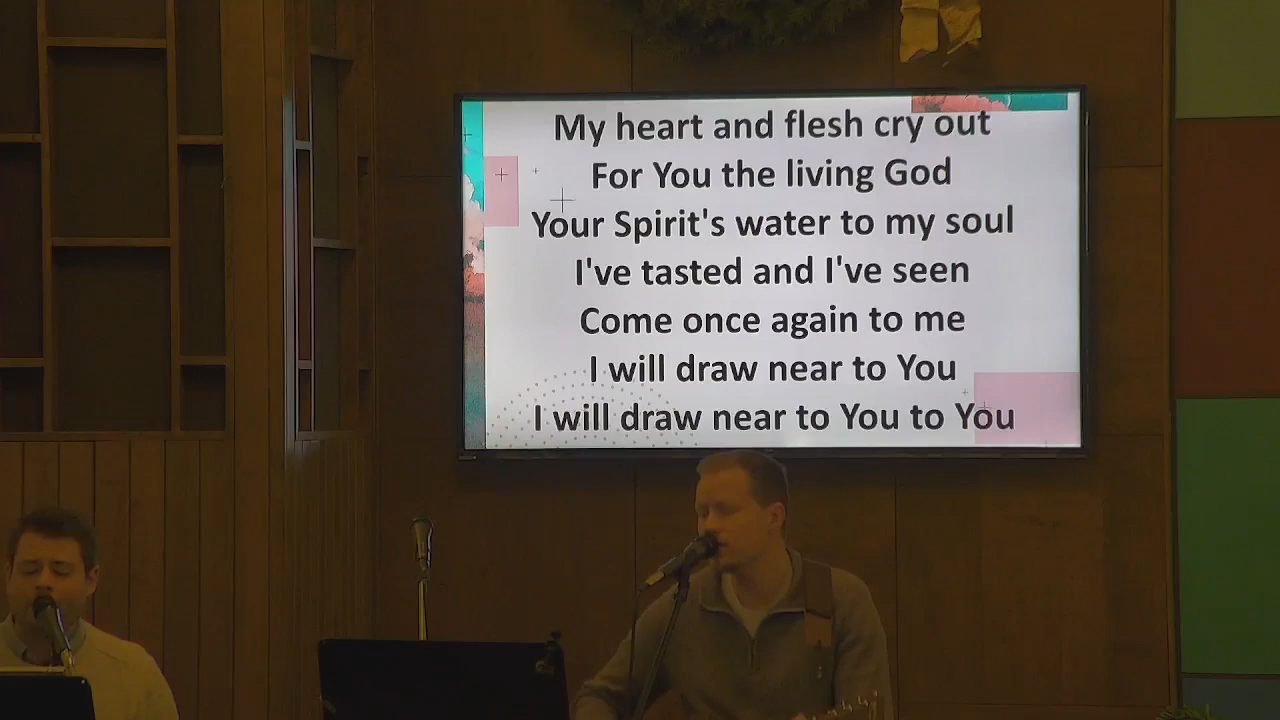 My heart and flesh cry out
For You the living God
Your Spirit's water to my soul
I've tasted and I've seen
Come once again to me
I will draw near to You
I will draw near to You to You